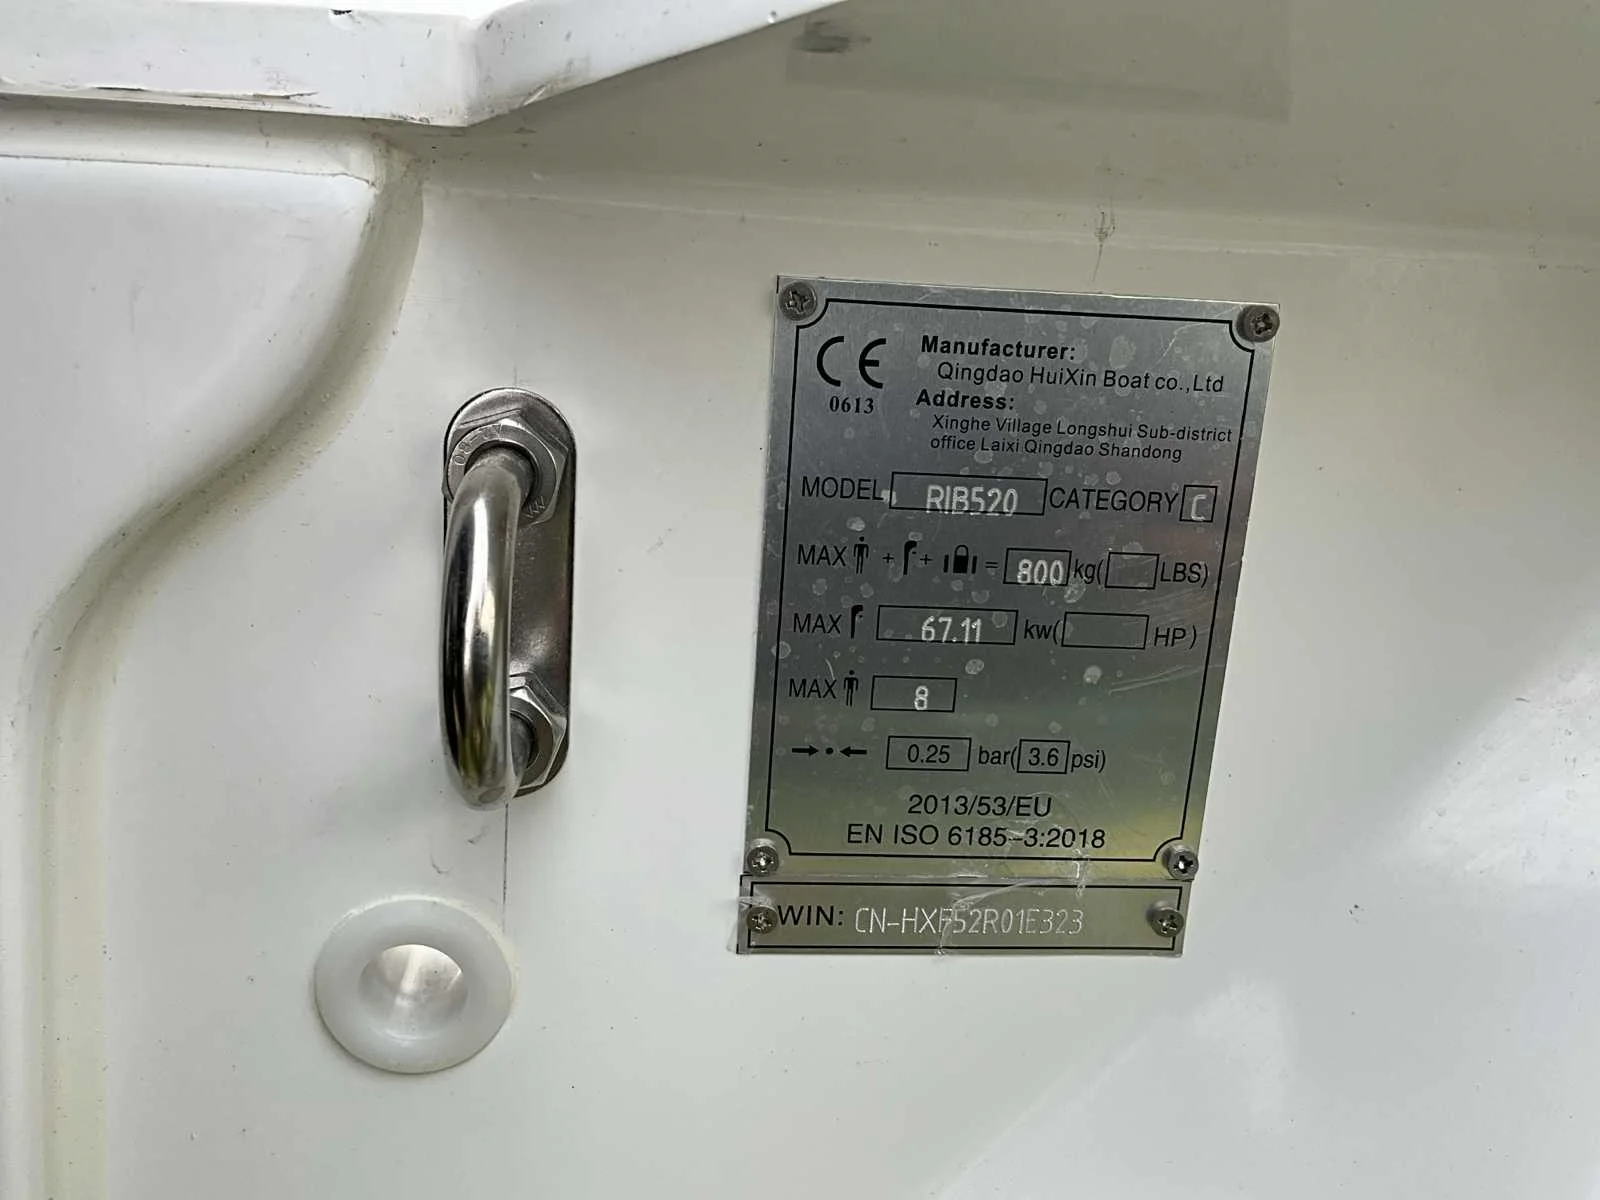 CE
0613
Manufacturer:
Qingdao HuiXin Boat co.,Ltd
Address:
Xinghe Village Longshui Sub-district
office Laixi Qingdao Shandong
MODEL RIB520 CATEGORY C
MAX + + = 800 kg( LBS)
MAX 67.11 kw( HP)
MAX 8
0.25 bar( 3.6 psi)
2013/53/EU
EN ISO 6185-3:2018
WIN: CN-HXF52R01E323